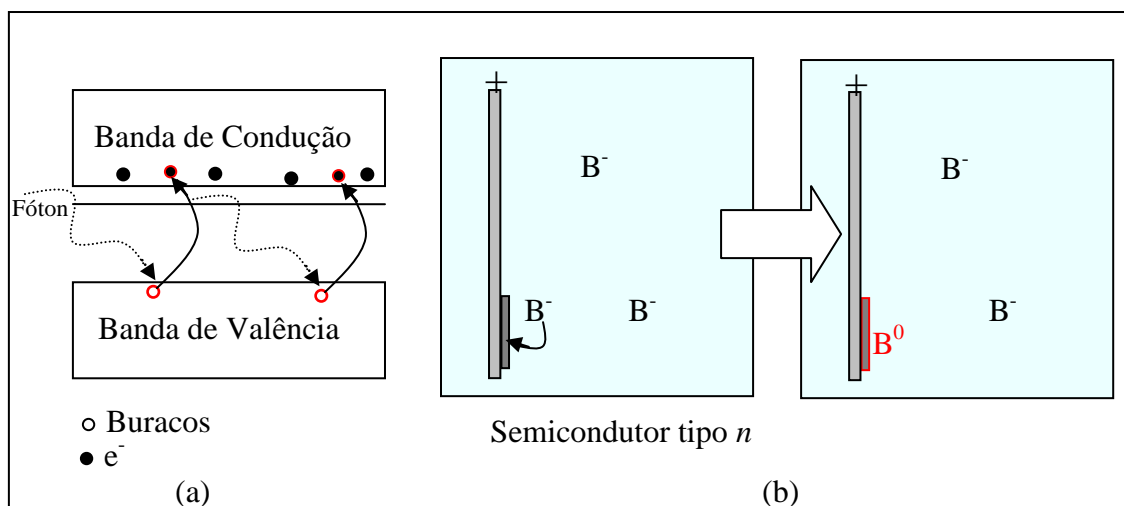 Banda de Condução
Fóton
Banda de Valência
Buracos
e-
(a)
+
B-
B-
B-
+
B-
B0
B-
Semicondutor tipo n
(b)